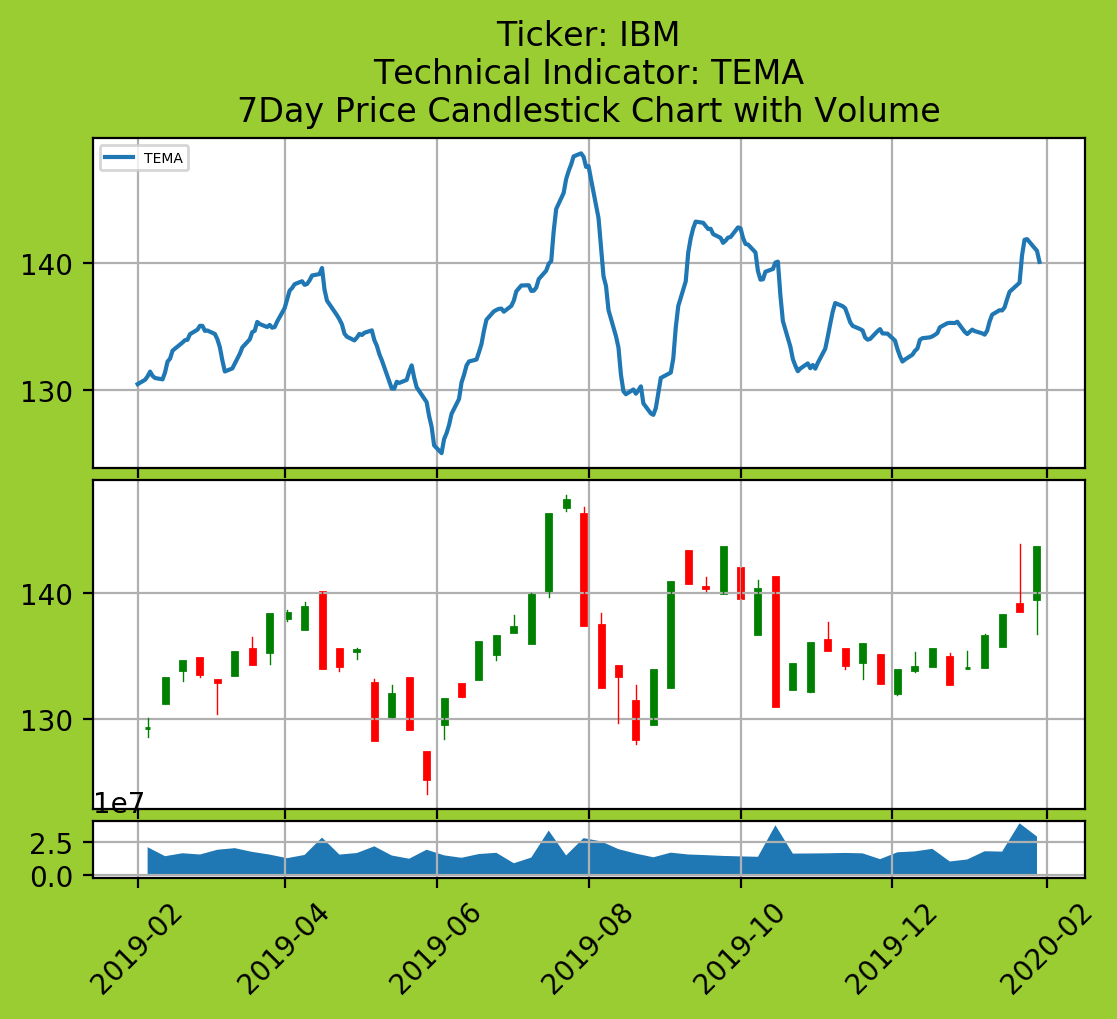 Ticker: IBM
Technical Indicator: TEMA
7Day Price Candlestick Chart with Volume
TEMA
140
130
140
130
1e7
2.5
0.0
2019-02
2019-04
2019-06
2019-08
2019-10
2019-12
2020-02